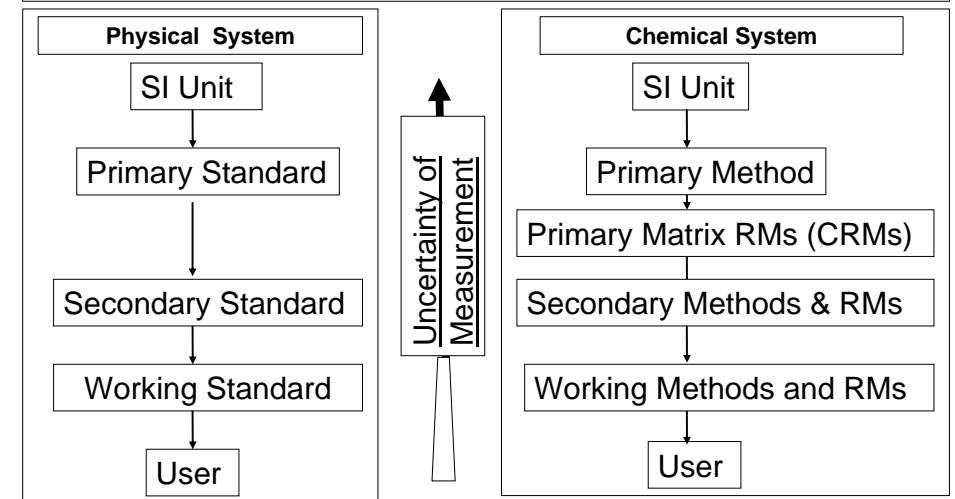 Physical System
SI Unit
Primary Standard
Secondary Standard
Working Standard
User
Uncertainty of
Measurement
Chemical System
SI Unit
Primary Method
Primary Matrix RMs (CRMs)
Secondary Methods & RMs
Working Methods and RMs
User